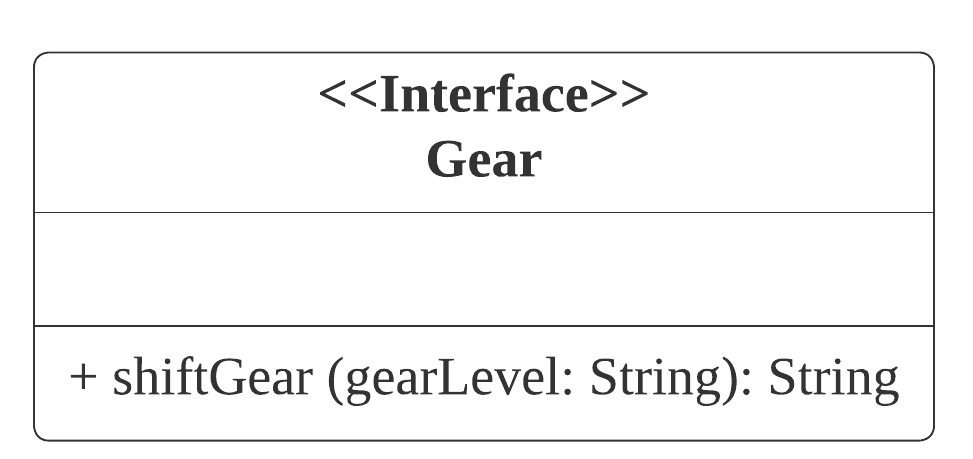 <<Interface>>
Gear
+ shiftGear (gearLevel: String): String